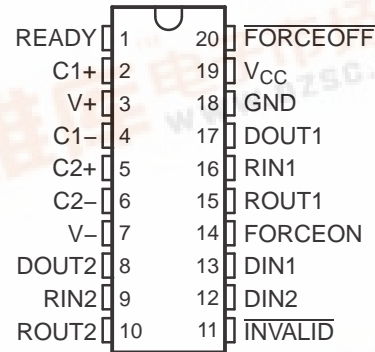 READY 1 20 FORCEOFF
C1+ 2 19 VCC
V+ 3 18 GND
C1− 4 17 DOUT1
C2+ 5 16 RIN1
C2− 6 15 ROUT1
V− 7 14 FORCEON
DOUT2 8 13 DIN1
RIN2 9 12 DIN2
ROUT2 10 11 INVALID